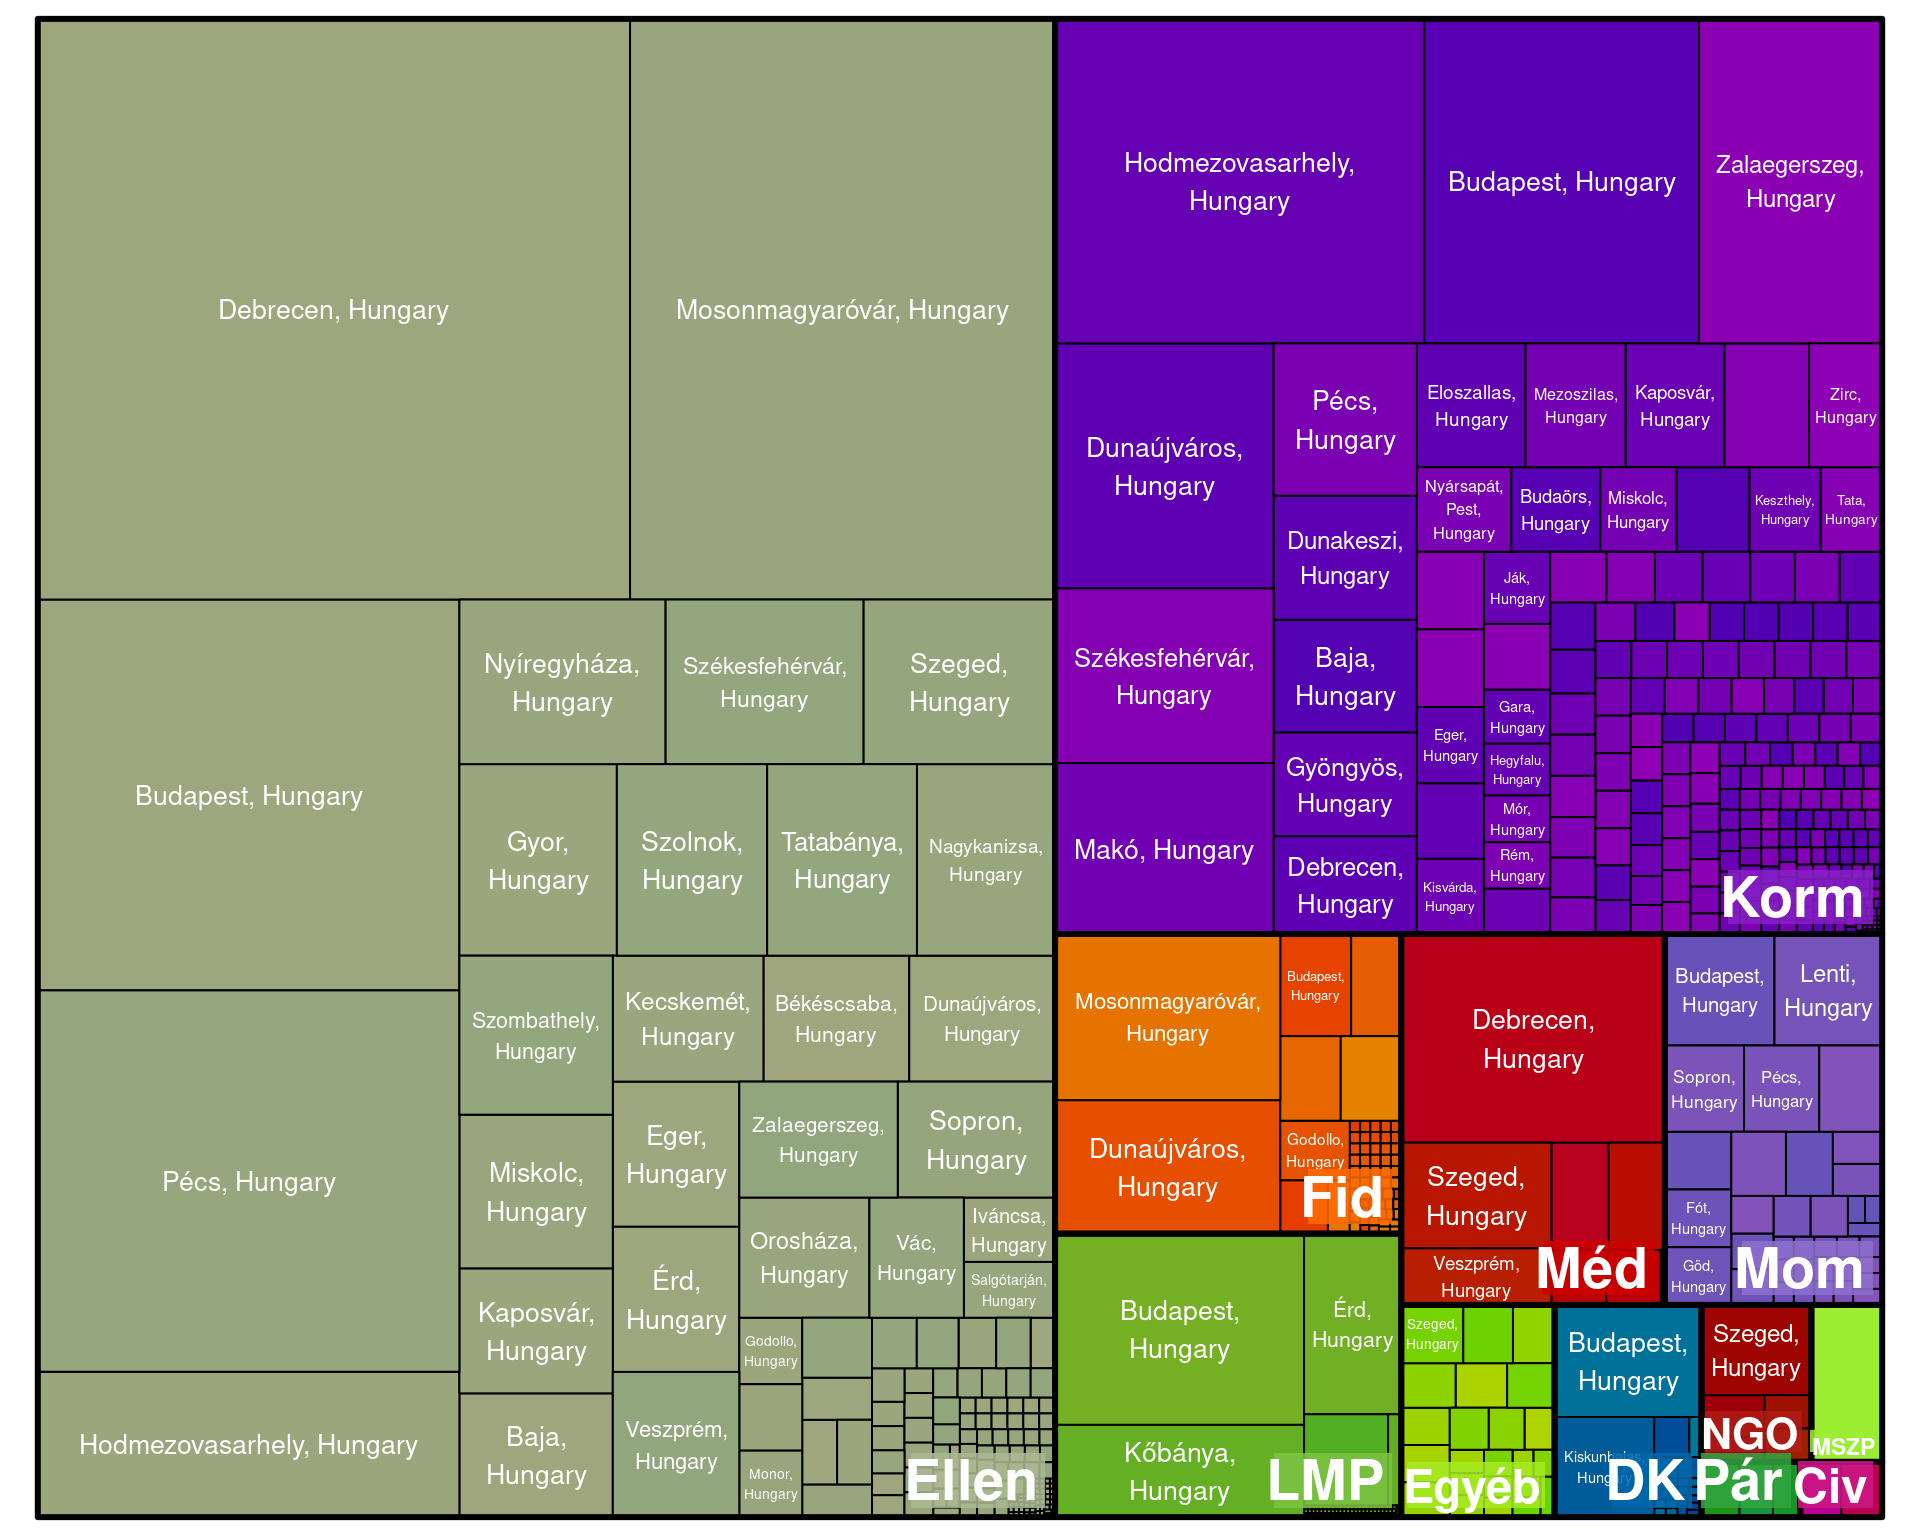 Debrecen, Hungary
Mosonmagyaróvár, Hungary
Budapest, Hungary
Pécs, Hungary
Hodmezovasarhely, Hungary
Nyíregyháza,
Hungary
Székesfehérvár,
Hungary
Szeged,
Hungary
Gyor,
Hungary
Szolnok,
Hungary
Tatabánya,
Hungary
Nagykanizsa,
Hungary
Szombathely,
Hungary
Kecskemét,
Hungary
Békéscsaba,
Hungary
Dunaújváros,
Hungary
Miskolc,
Hungary
Eger,
Hungary
Zalaegerszeg,
Hungary
Sopron,
Hungary
Kaposvár,
Hungary
Érd,
Hungary
Orosháza,
Hungary
Vác,
Hungary
Iváncsa,
Hungary
Salgótarján,
Hungary
Baja,
Hungary
Veszprém,
Hungary
Godollo,
Hungary
Monor,
Hungary
Ellen
Hodmezovasarhely,
Hungary
Budapest, Hungary
Zalaegerszeg,
Hungary
Dunaújváros,
Hungary
Székesfehérvár,
Hungary
Makó, Hungary
Pécs,
Hungary
Dunakeszi,
Hungary
Baja,
Hungary
Gyöngyös,
Hungary
Debrecen,
Hungary
Eloszallas,
Hungary
Mezoszilas,
Hungary
Kaposvár,
Hungary
Zirc,
Hungary
Nyársapát,
Pest,
Hungary
Budaörs,
Hungary
Miskolc,
Hungary
Keszthely,
Hungary
Tata,
Hungary
Ják,
Hungary
Gara,
Hungary
Eger,
Hungary
Hegyfalu,
Hungary
Mór,
Hungary
Rém,
Hungary
Kisvárda,
Hungary
Korm
Mosonmagyaróvár,
Hungary
Dunaújváros,
Hungary
Budapest,
Hungary
Godollo,
Hungary
Fid
Budapest,
Hungary
Érd,
Hungary
Kőbánya,
Hungary
LMP
Debrecen,
Hungary
Szeged,
Hungary
Veszprém,
Hungary
Méd
Budapest,
Hungary
Lenti,
Hungary
Sopron,
Hungary
Pécs,
Hungary
Fót,
Hungary
Göd,
Hungary
Mom
Szeged,
Hungary
Egyéb
Budapest,
Hungary
Kiskunhalas,
Hungary
DK
Szeged,
Hungary
NGO
MSZP
Pár
Civ